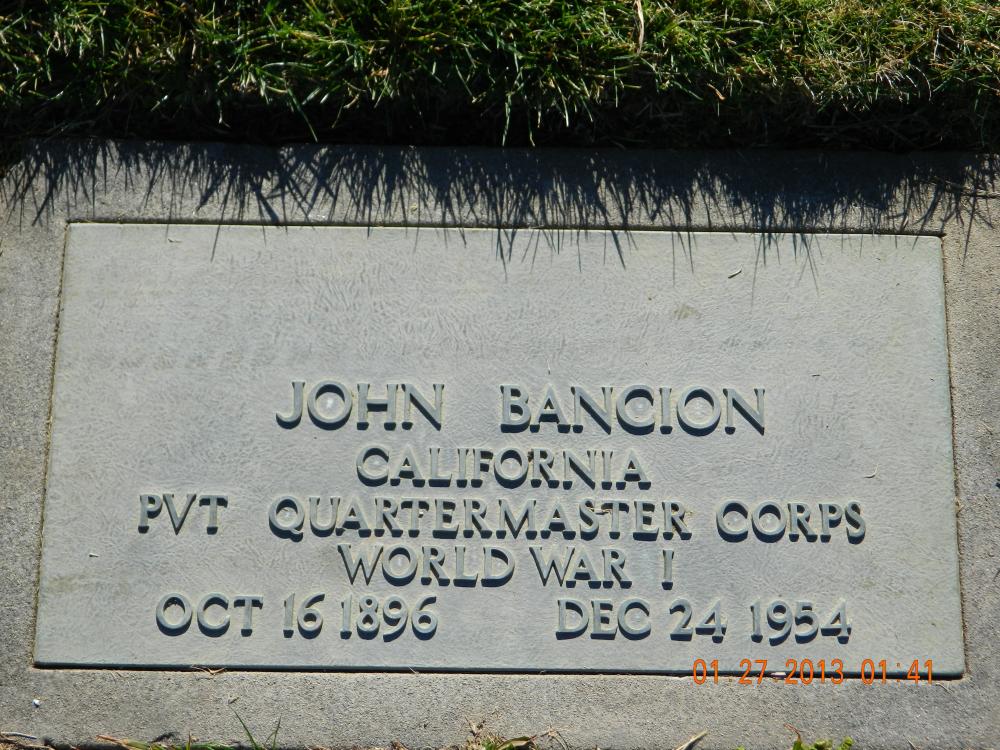 JOHN BANCION
CALIFORNIA
PVT QUARTERMASTER CORPS
WORLD WAR I
OCT 16 1896 DEC 24 1954
01 27 2013 01:41